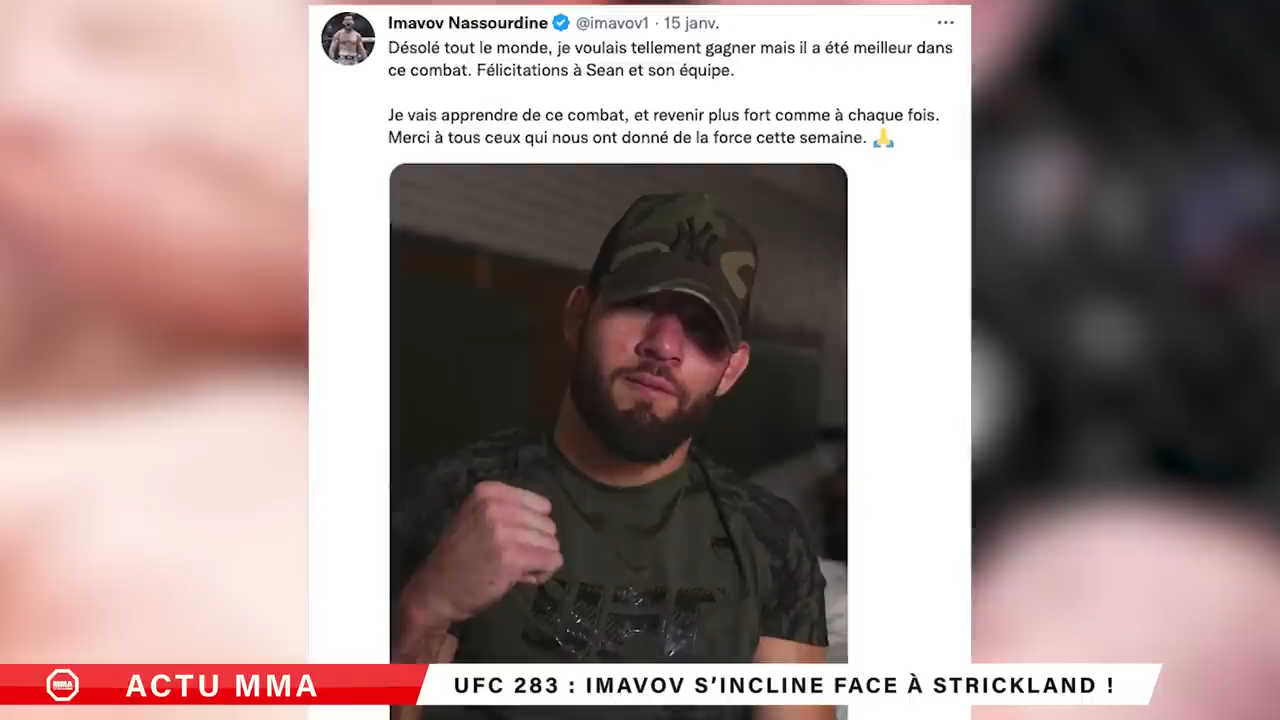 Imavov Nassourdine @imavov1 · 15 janv.
Désolé tout le monde, je voulais tellement gagner mais il a été meilleur dans
ce combat. Félicitations à Sean et son équipe.
Je vais apprendre de ce combat, et revenir plus fort comme à chaque fois.
Merci à tous ceux qui nous ont donné de la force cette semaine. 🙏
NY
UFC
MMA
ACTU MMA
UFC 283 : IMAVOV S’INCLINE FACE À STRICKLAND !